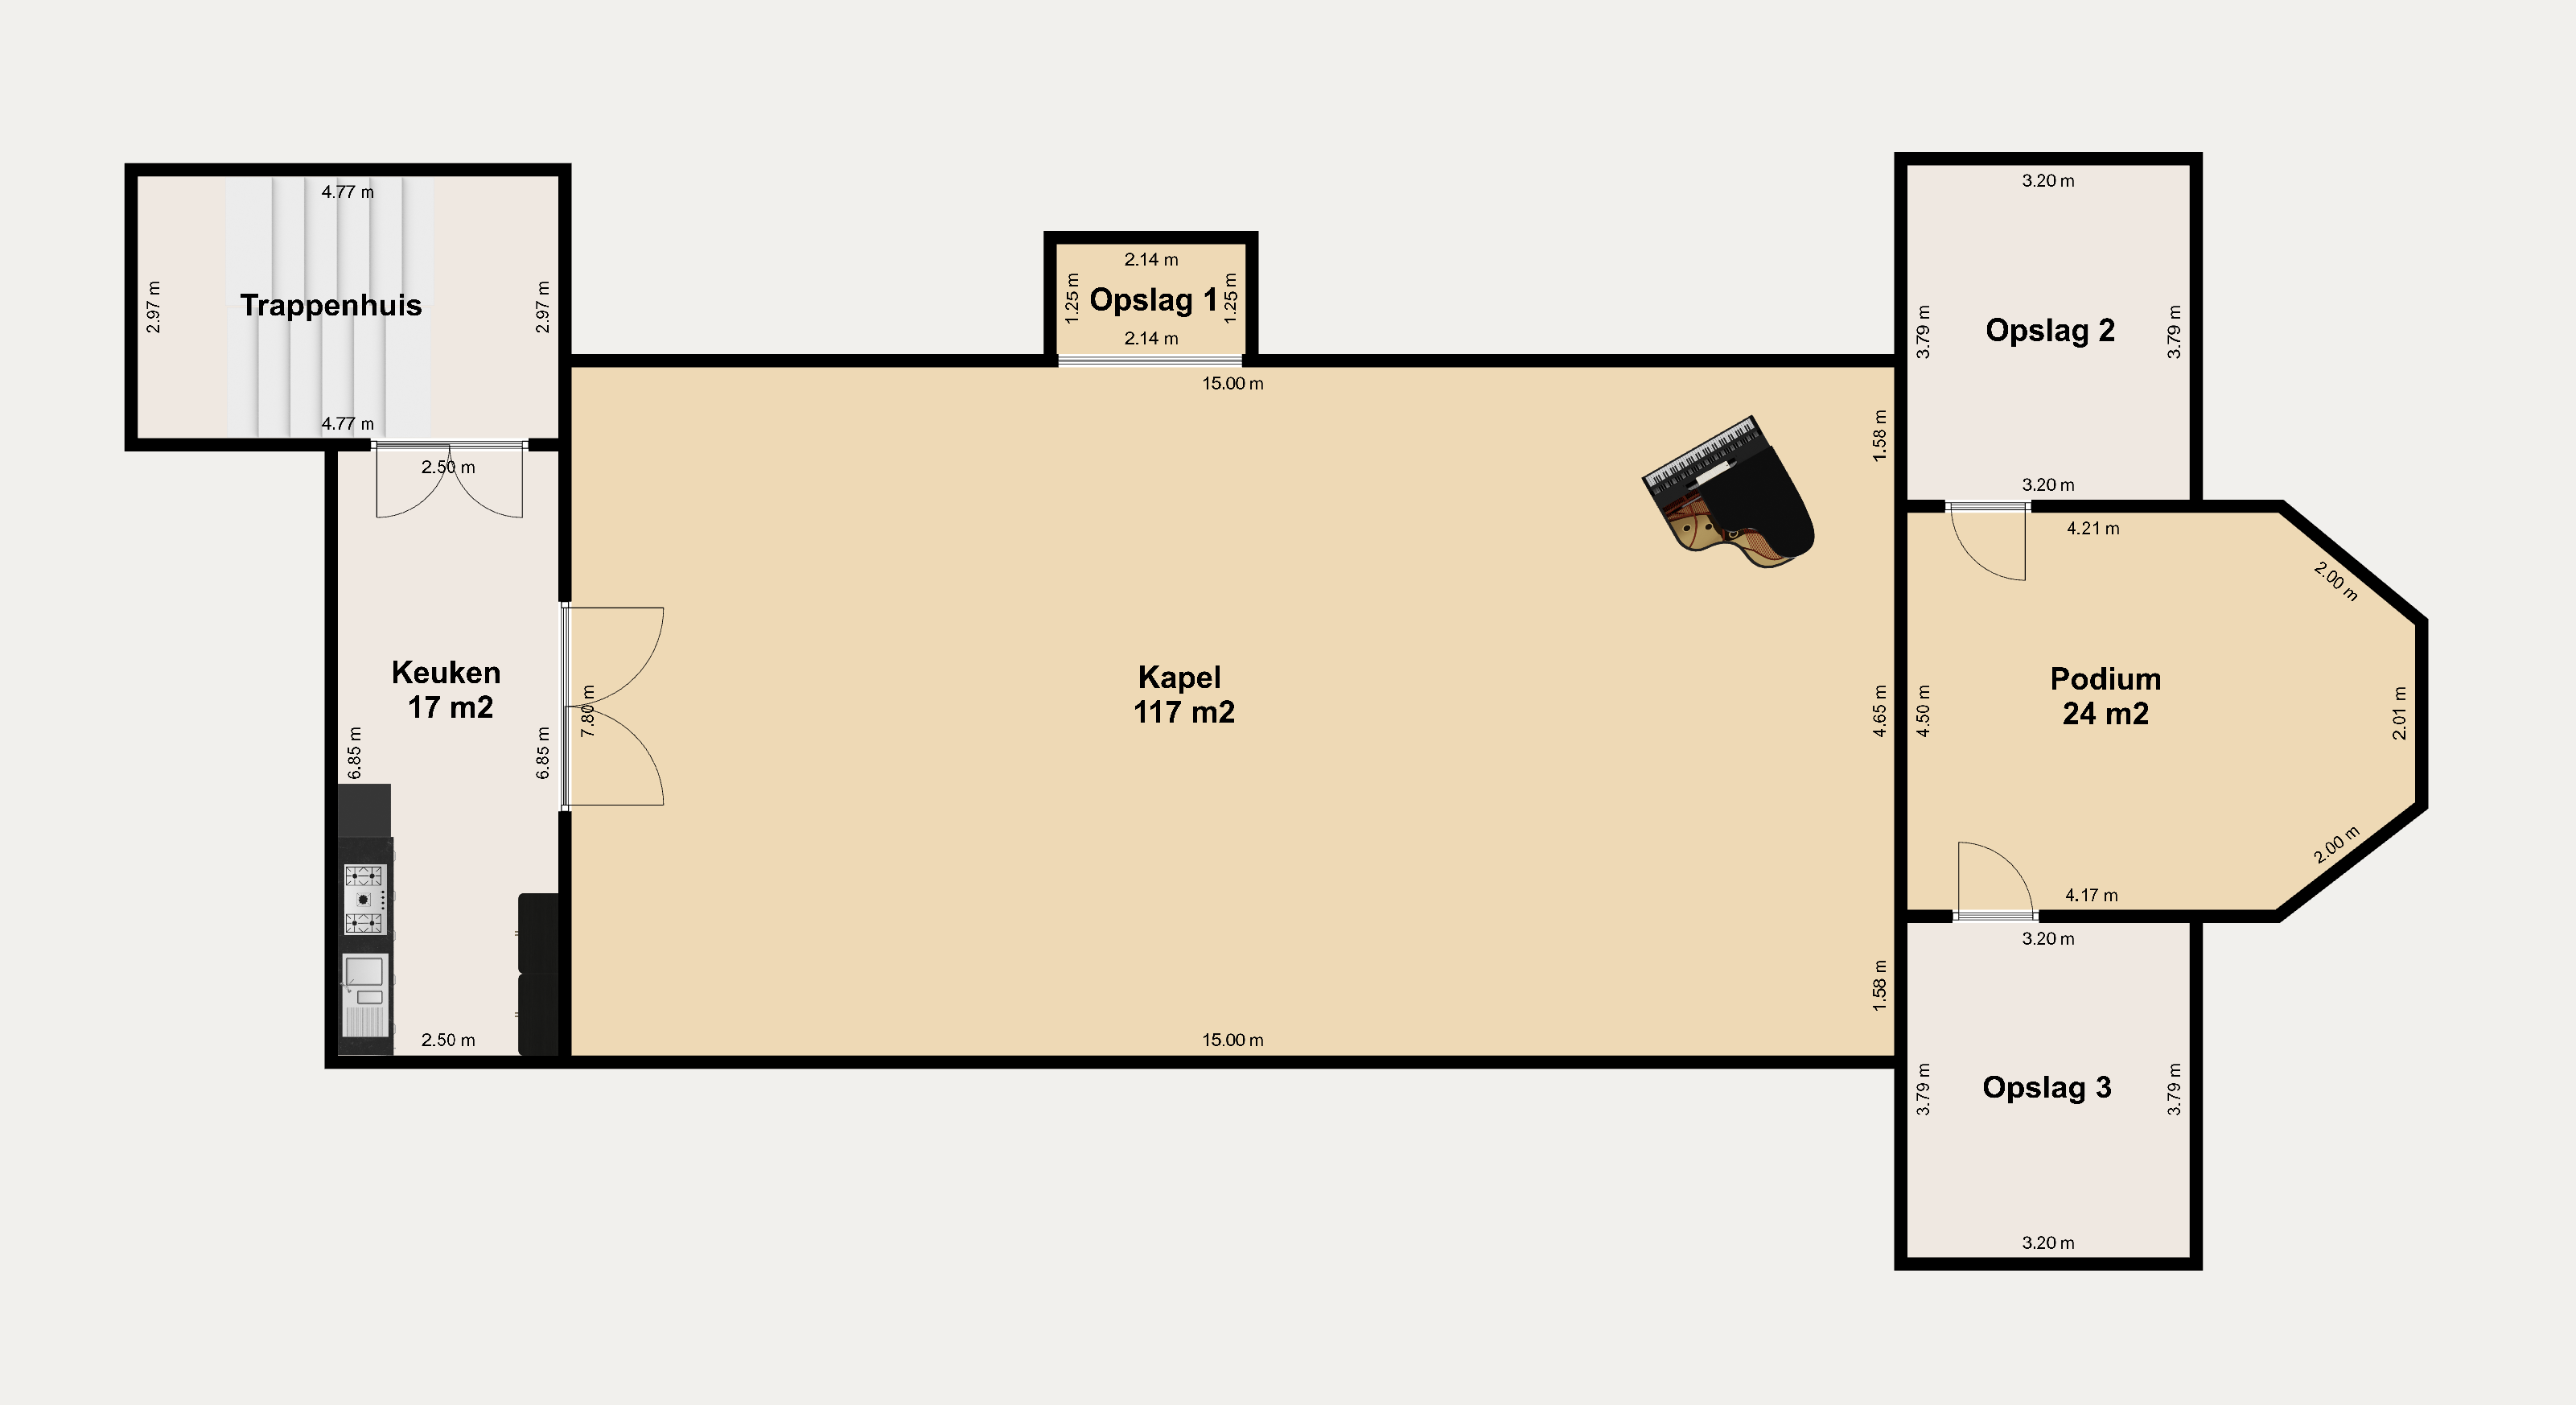 4.77 m
2.97 m
Trappenhuis
2.97 m
4.77 m
2.14 m
1.25 m
Opslag 1
1.25 m
2.14 m
3.20 m
3.79 m
Opslag 2
3.79 m
3.20 m
2.50 m
Keuken
17 m2
6.85 m
6.85 m
2.50 m
15.00 m
7.80 m
Kapel
117 m2
1.58 m
4.65 m
1.58 m
15.00 m
4.21 m
2.00 m
4.50 m
Podium
24 m2
2.01 m
2.00 m
4.17 m
3.20 m
3.79 m
Opslag 3
3.79 m
3.20 m